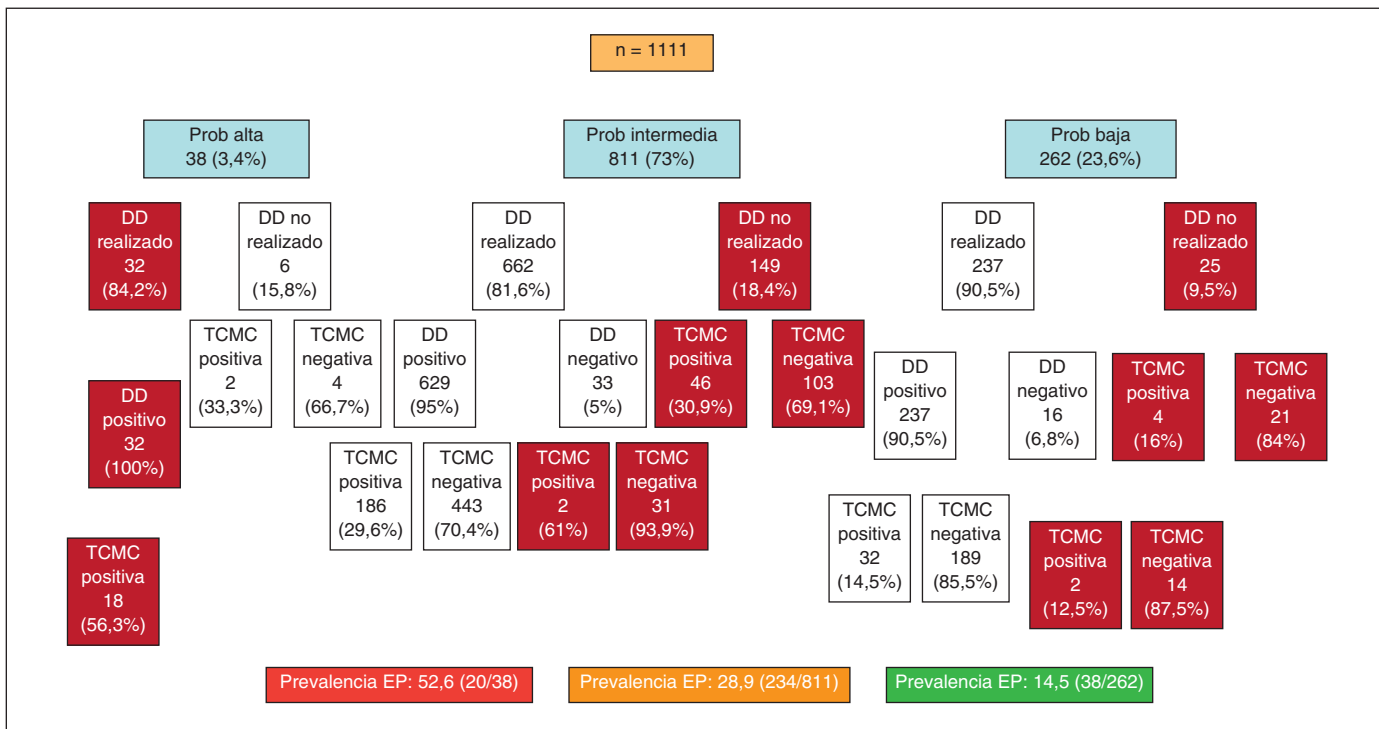 n = 1111
Prob alta
38 (3,4%)
Prob intermedia
811 (73%)
Prob baja
262 (23,6%)
DD
realizado
32
(84,2%)
DD no
realizado
6
(15,8%)
DD
realizado
662
(81,6%)
DD no
realizado
149
(18,4%)
DD
realizado
237
(90,5%)
DD no
realizado
25
(9,5%)
TCMC
positiva
2
(33,3%)
TCMC
negativa
4
(66,7%)
DD
positivo
629
(95%)
DD
negativo
33
(5%)
TCMC
positiva
46
(30,9%)
TCMC
negativa
103
(69,1%)
DD
positivo
237
(90,5%)
DD
negativo
16
(6,8%)
TCMC
positiva
4
(16%)
TCMC
negativa
21
(84%)
DD
positivo
32
(100%)
TCMC
positiva
186
(29,6%)
TCMC
negativa
443
(70,4%)
TCMC
positiva
2
(61%)
TCMC
negativa
31
(93,9%)
TCMC
positiva
32
(14,5%)
TCMC
negativa
189
(85,5%)
TCMC
positiva
2
(12,5%)
TCMC
negativa
14
(87,5%)
TCMC
positiva
18
(56,3%)
Prevalencia EP: 52,6 (20/38)
Prevalencia EP: 28,9 (234/811)
Prevalencia EP: 14,5 (38/262)